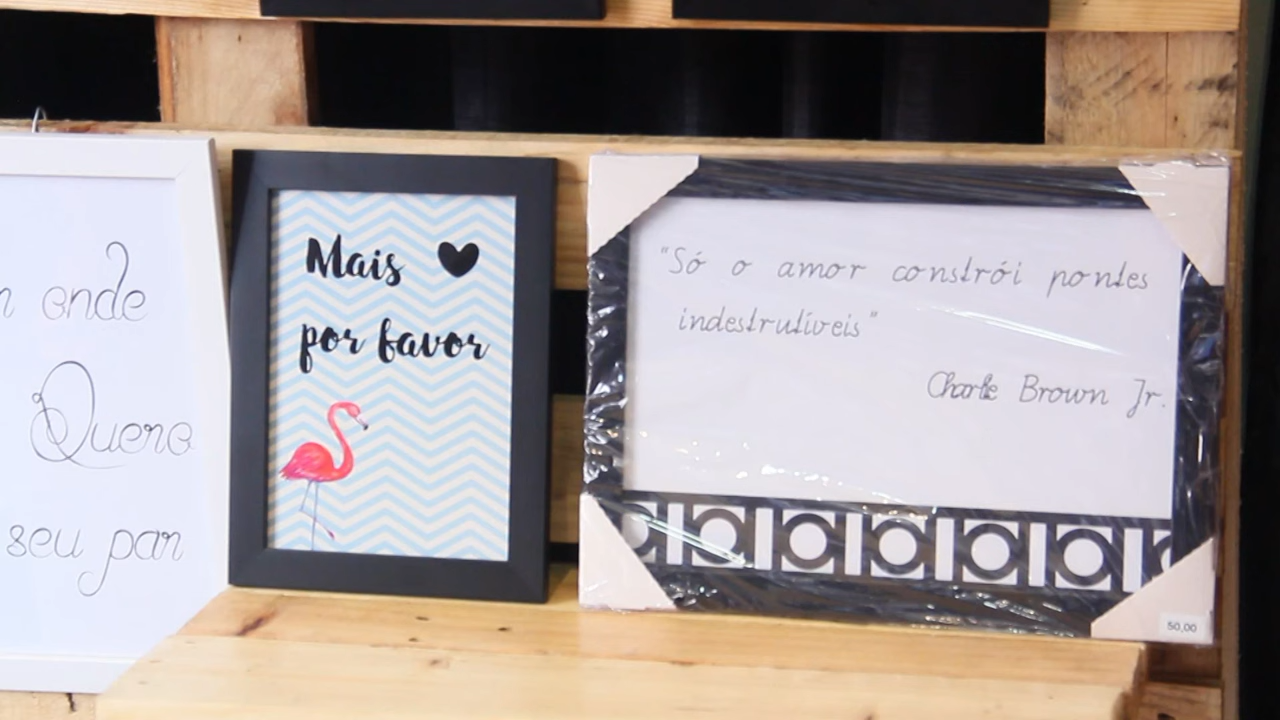 onde
Quero
seu par
Mais
por favor
"Só o amor constrói pontes
indestrutíveis"
Charlie Brown Jr.
50,00